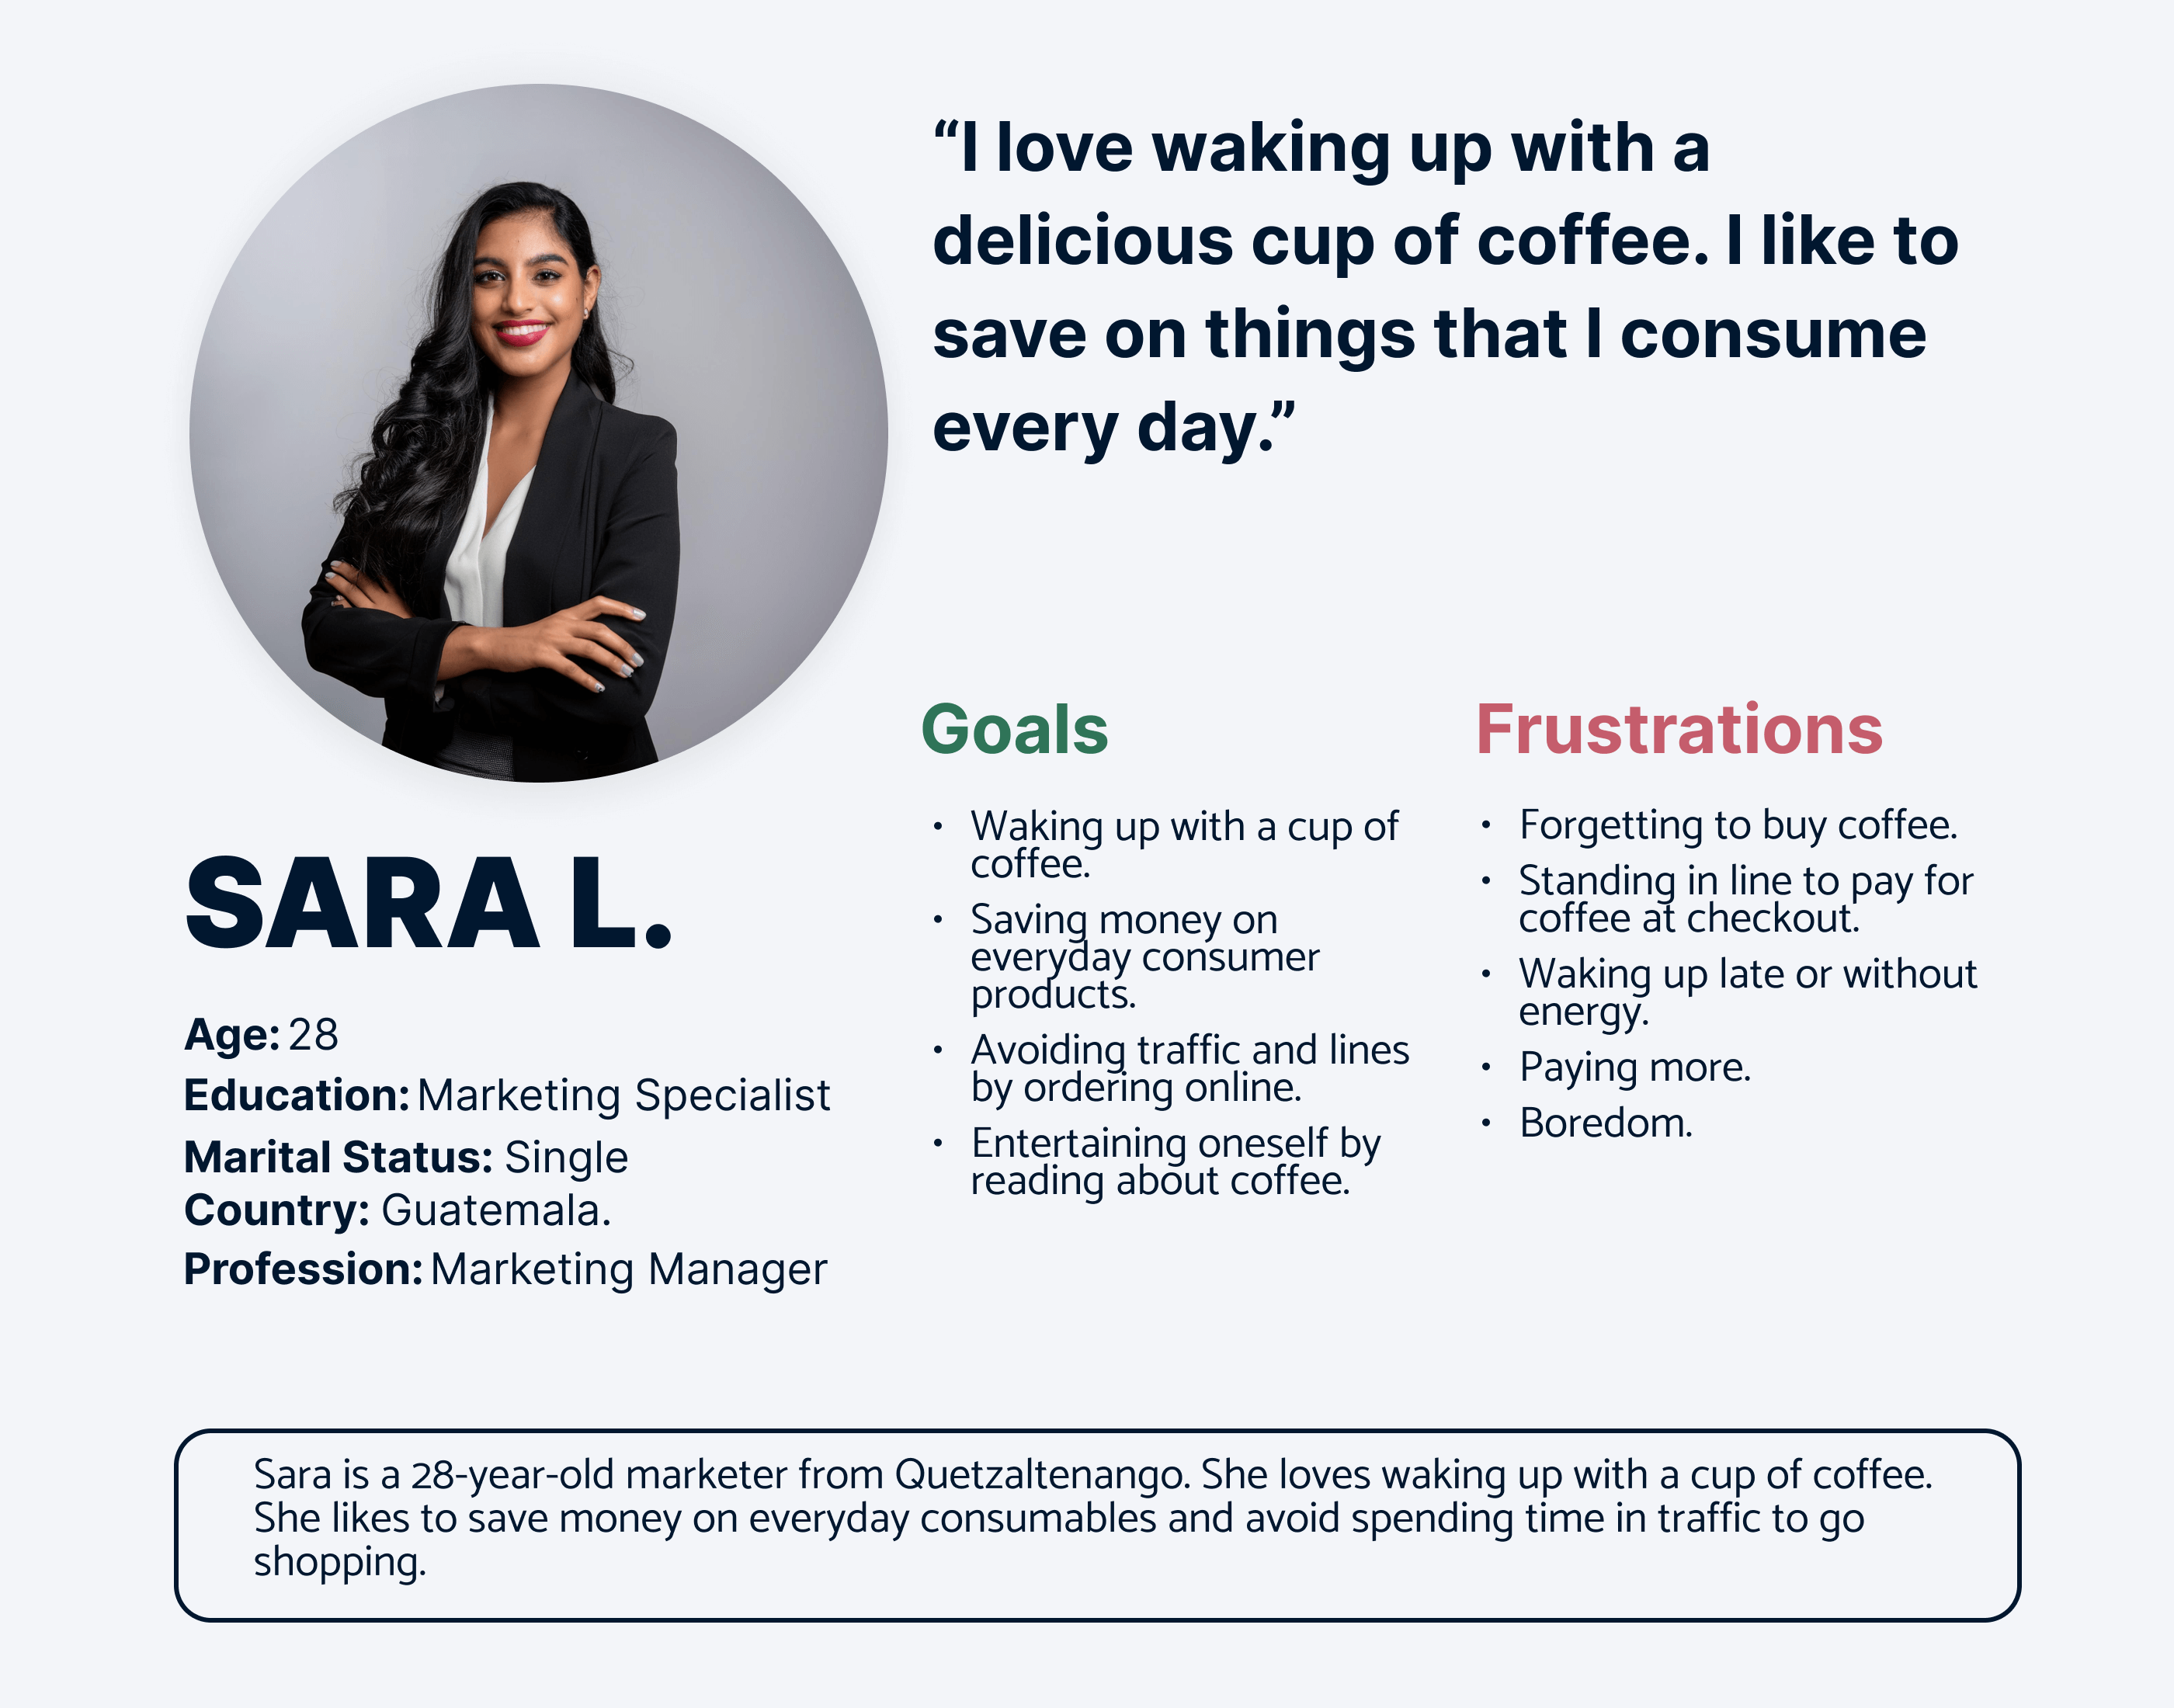 “I love waking up with a
delicious cup of coffee. I like to
save on things that I consume
every day.”
SARA L.
Age: 28
Education: Marketing Specialist
Marital Status: Single
Country: Guatemala.
Profession: Marketing Manager
Goals
• Waking up with a cup of
coffee.
• Saving money on
everyday consumer
products.
• Avoiding traffic and lines
by ordering online.
• Entertaining oneself by
reading about coffee.
Frustrations
• Forgetting to buy coffee.
• Standing in line to pay for
coffee at checkout.
• Waking up late or without
energy.
• Paying more.
• Boredom.
Sara is a 28-year-old marketer from Quetzaltenango. She loves waking up with a cup of coffee.
She likes to save money on everyday consumables and avoid spending time in traffic to go
shopping.